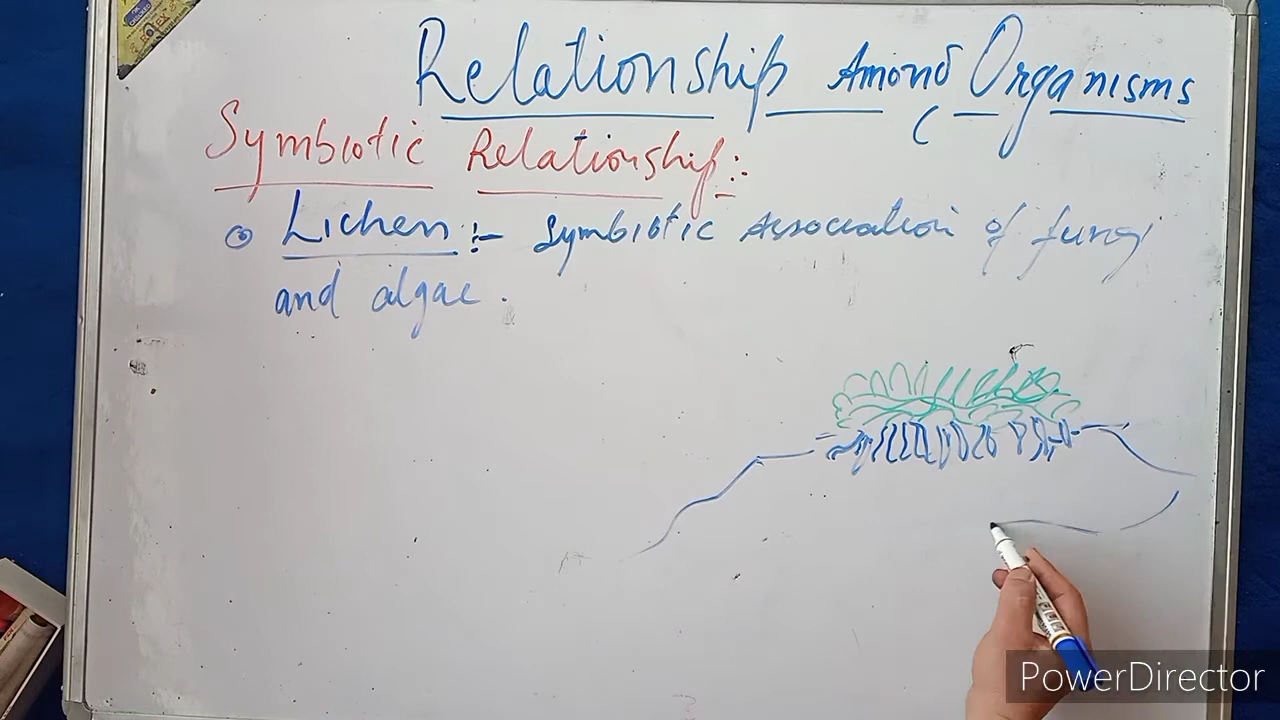 Relationship Among Organisms
Symbiotic Relationship:-
Lichen :- Symbiotic Association of fungi
and algae .
PowerDirector